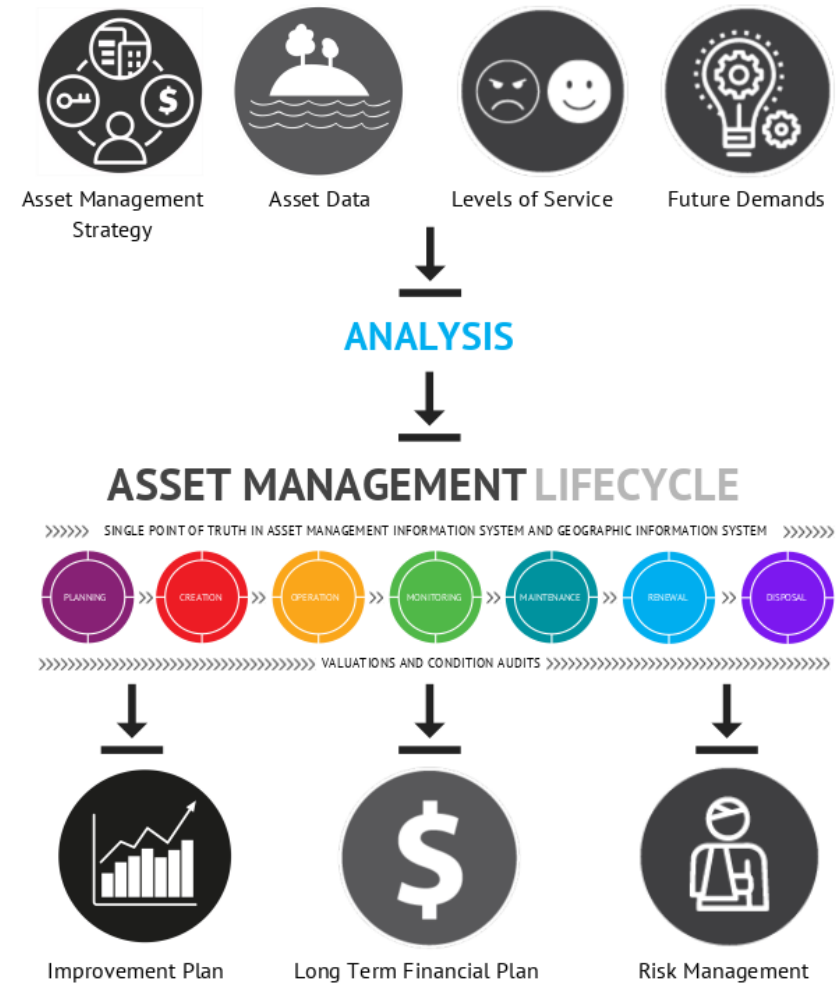 $
Asset Management
Strategy
Asset Data
Levels of Service
Future Demands
ANALYSIS
ASSET MANAGEMENT LIFECYCLE
SINGLE POINT OF TRUTH IN ASSET MANAGEMENT INFORMATION SYSTEM AND GEOGRAPHIC INFORMATION SYSTEM
PLANNING
CREATION
OPERATION
MONITORING
MAINTENANCE
RENEWAL
DISPOSAL
VALUATIONS AND CONDITION AUDITS
$
Improvement Plan
Long Term Financial Plan
Risk Management